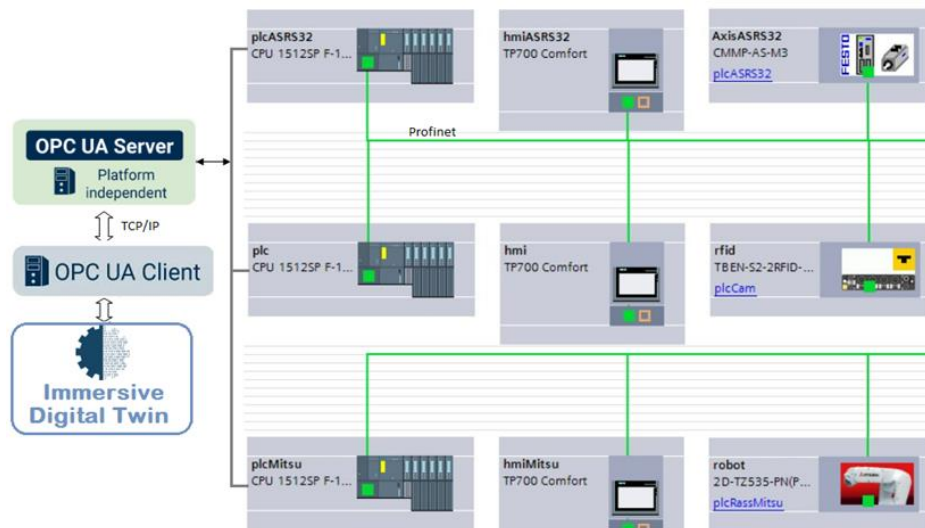 plcASRS32
CPU 1512SP F-1...
hmiASRS32
TP700 Comfort
AxisASRS32
CMMP-AS-M3
plcASRS32
FESTO
Profinet
OPC UA Server
Platform
independent
TCP/IP
OPC UA Client
Immersive
Digital Twin
plc
CPU 1512SP F-1...
hmi
TP700 Comfort
rfid
TBEN-S2-2RFID-...
plcCam
plcMitsu
CPU 1512SP F-1...
hmiMitsu
TP700 Comfort
robot
2D-TZ535-PN(P...
plcRassMitsu